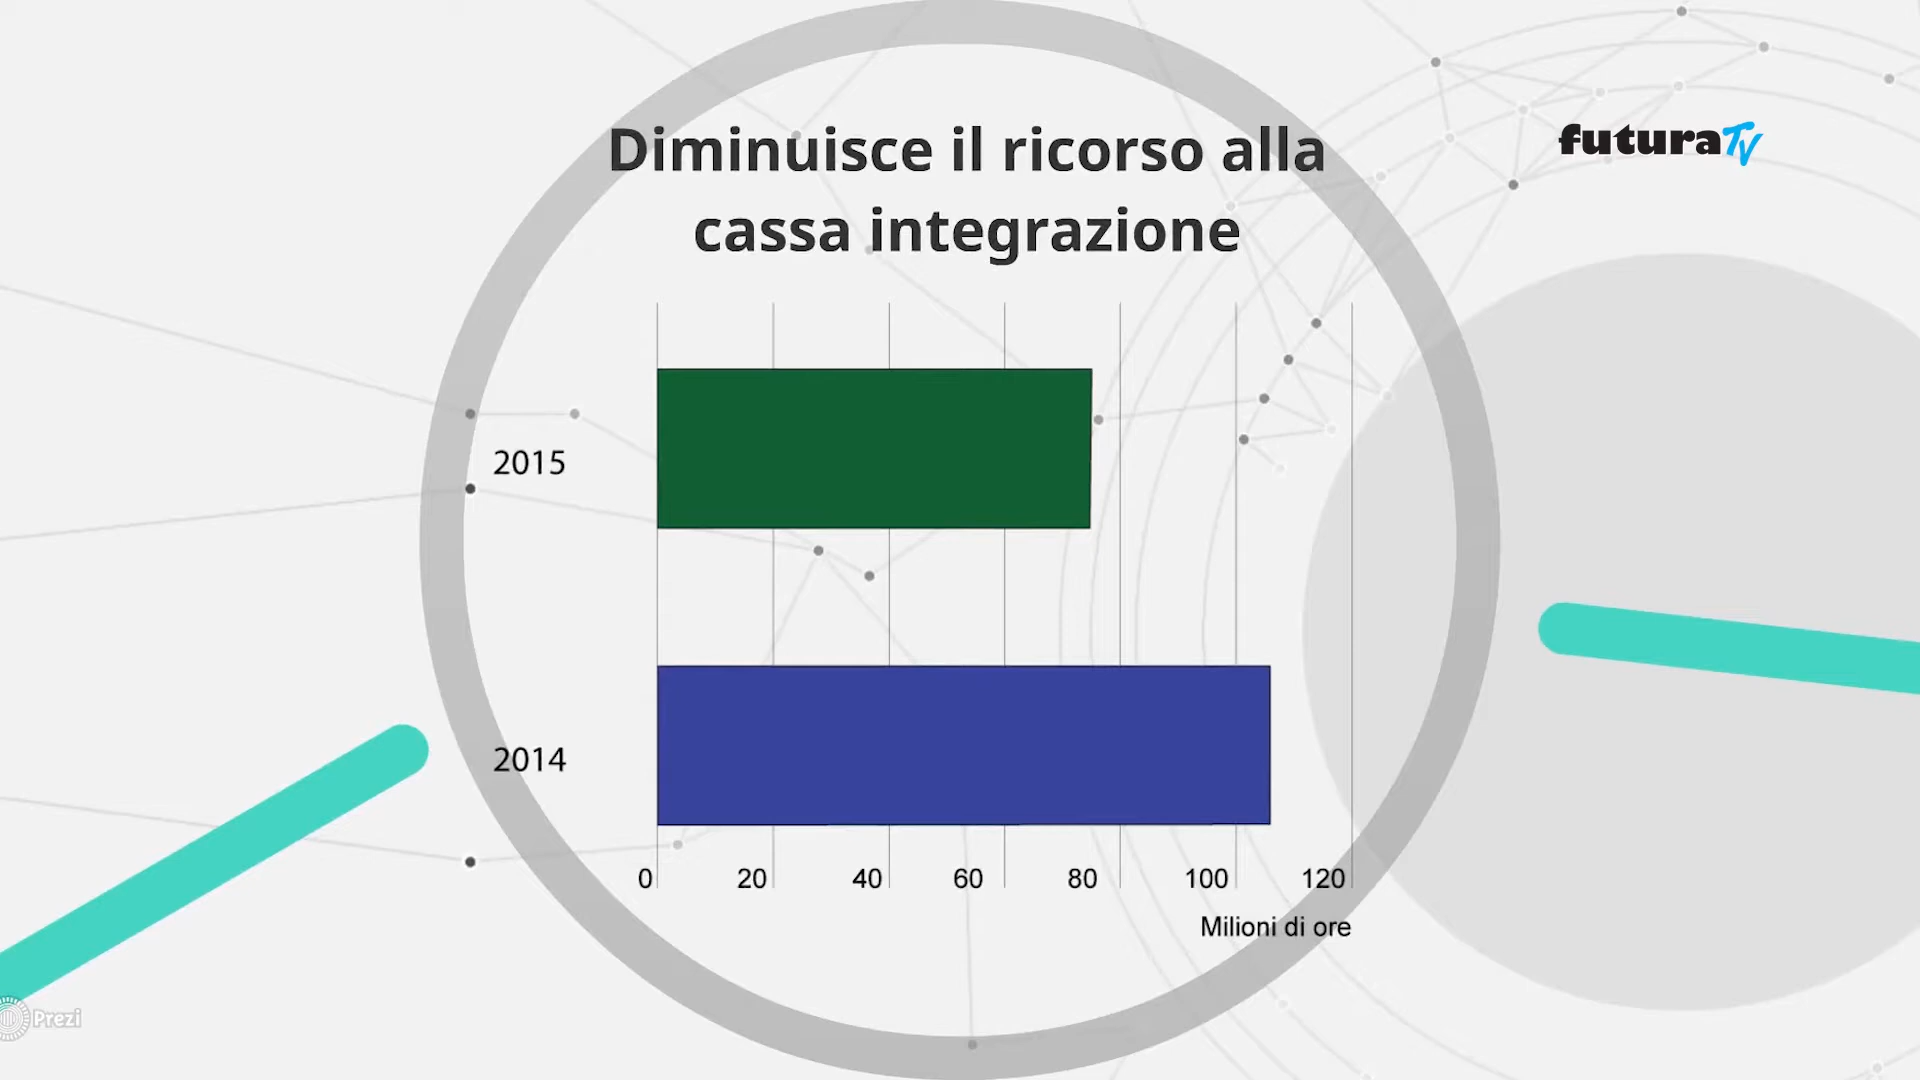 Diminuisce il ricorso alla
cassa integrazione
futuraTV
2015
2014
0 20 40 60 80 100 120
Milioni di ore
Prezi